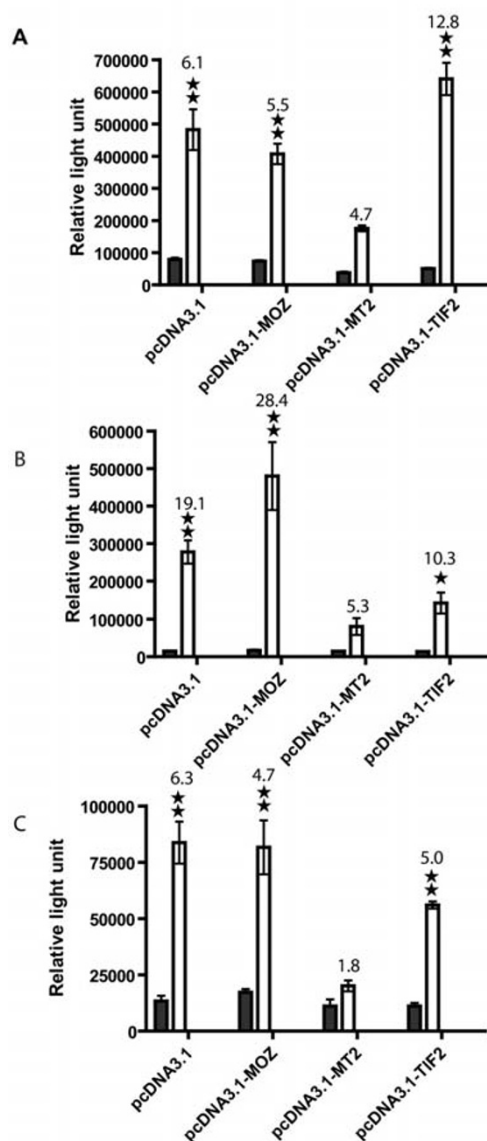 A
Relative light unit
700000
600000
500000
400000
300000
200000
100000
0
6.1
5.5
4.7
12.8
pcDNA3.1
pcDNA3.1-MOZ
pcDNA3.1-MT2
pcDNA3.1-TIF2
B
Relative light unit
600000
500000
400000
300000
200000
100000
0
19.1
28.4
5.3
10.3
pcDNA3.1
pcDNA3.1-MOZ
pcDNA3.1-MT2
pcDNA3.1-TIF2
C
Relative light unit
100000
75000
50000
25000
0
6.3
4.7
1.8
5.0
pcDNA3.1
pcDNA3.1-MOZ
pcDNA3.1-MT2
pcDNA3.1-TIF2